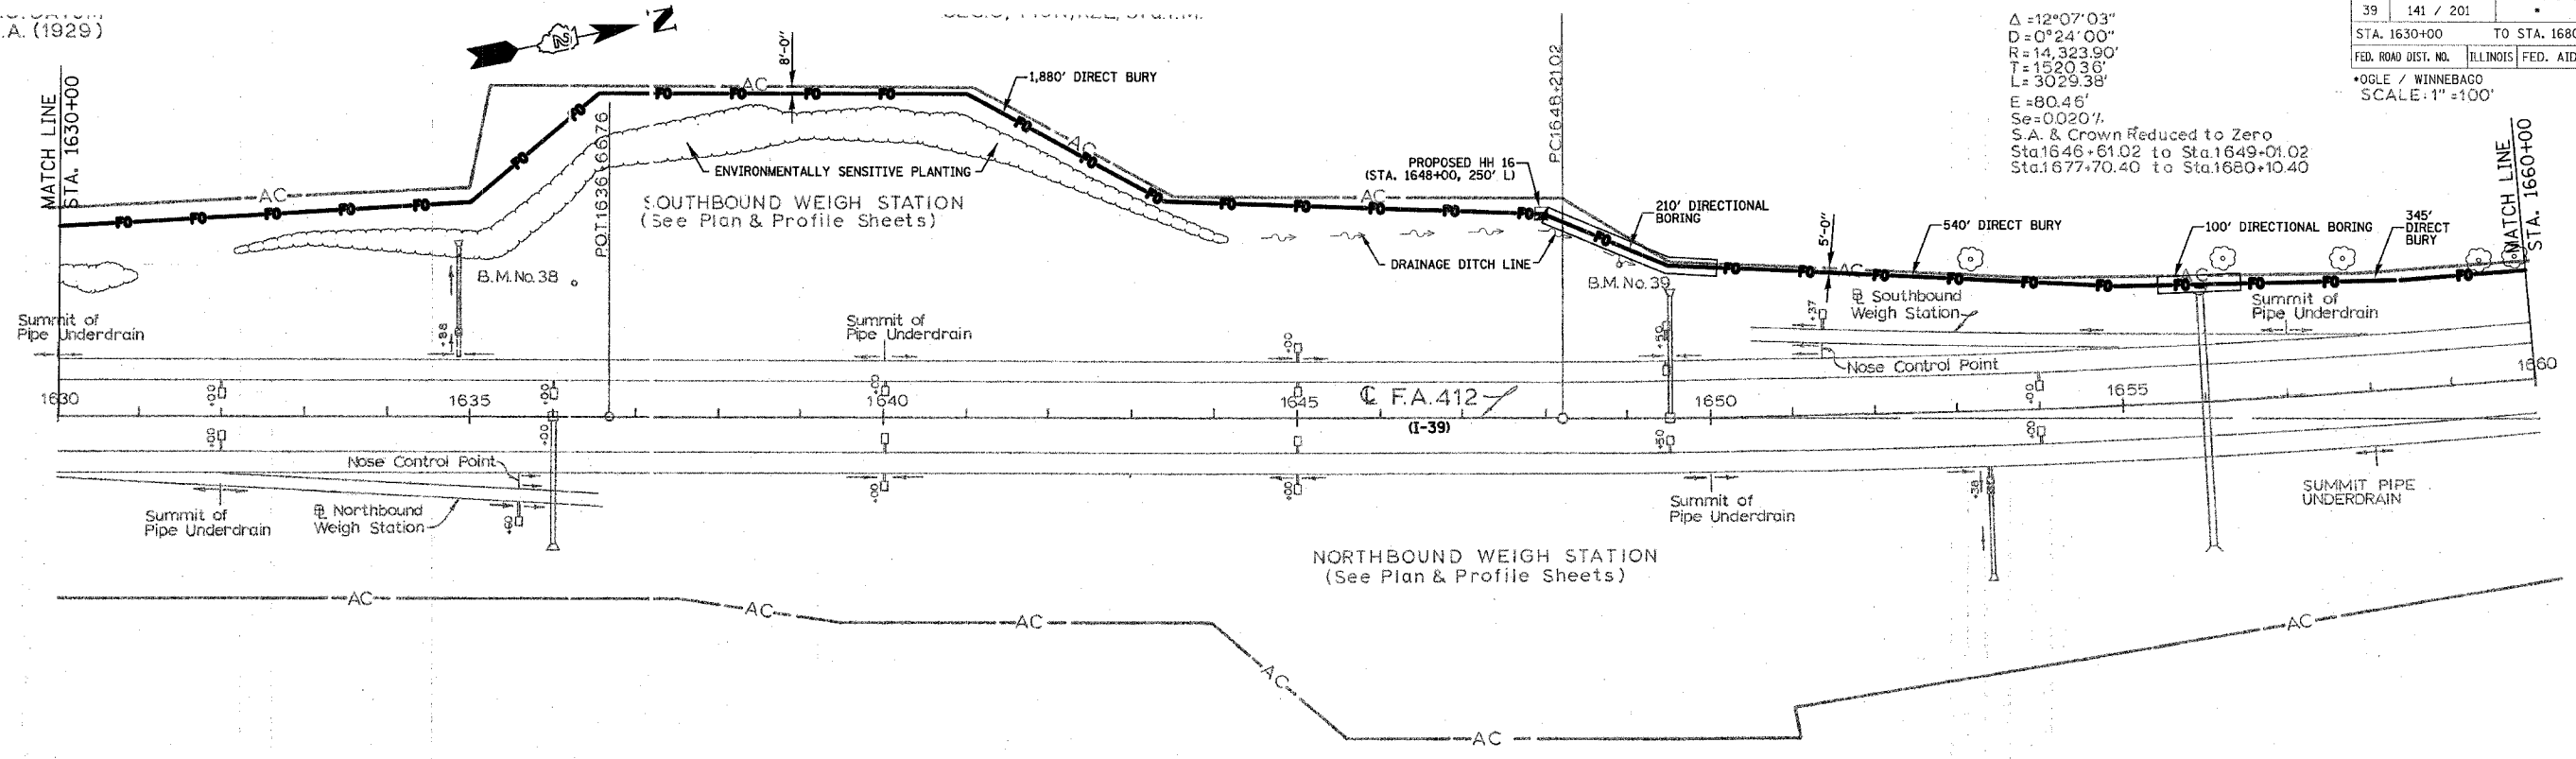 .A. (1929)
N
8'-0"
1,880' DIRECT BURY
MATCH LINE
STA. 1630+00
AC
FO
ENVIRONMENTALLY SENSITIVE PLANTING
SOUTHBOUND WEIGH STATION
(See Plan & Profile Sheets)
B.M. No. 38
PROPOSED HH 16
(STA. 1648+00, 250' L)
DRAINAGE DITCH LINE
210' DIRECTIONAL
BORING
B.M. No. 39
5'-0"
540' DIRECT BURY
100' DIRECTIONAL BORING
345'
DIRECT
BURY
MATCH LINE
STA. 1660+00
Δ =12°07'03"
D =0°24'00"
R =14,323.90'
T =1520.36'
L = 3029.38'
E =80.46'
S.A. & Crown Reduced to Zero
Sta.1646+61.02 to Sta.1649+01.02
Sta.1677+70.40 to Sta.1680+10.40
39 141 / 201 *
STA. 1630+00 TO STA. 1680
FED. ROAD DIST. NO. ILLINOIS FED. AID
*OGLE / WINNEBAGO
SCALE: 1" =100'
Summit of
Pipe Underdrain
+88
Summit of
Pipe Underdrain
+00
+50
+37
℄ Southbound
Weigh Station
Nose Control Point
Summit of
Pipe Underdrain
1630
1635
1640
1645
℄ F.A. 412
(I-39)
1650
1655
1660
Nose Control Point
Summit of
Pipe Underdrain
℄ Northbound
Weigh Station
+50
Summit of
Pipe Underdrain
+38
SUMMIT PIPE
UNDERDRAIN
NORTHBOUND WEIGH STATION
(See Plan & Profile Sheets)
AC
AC
AC
AC
AC
AC